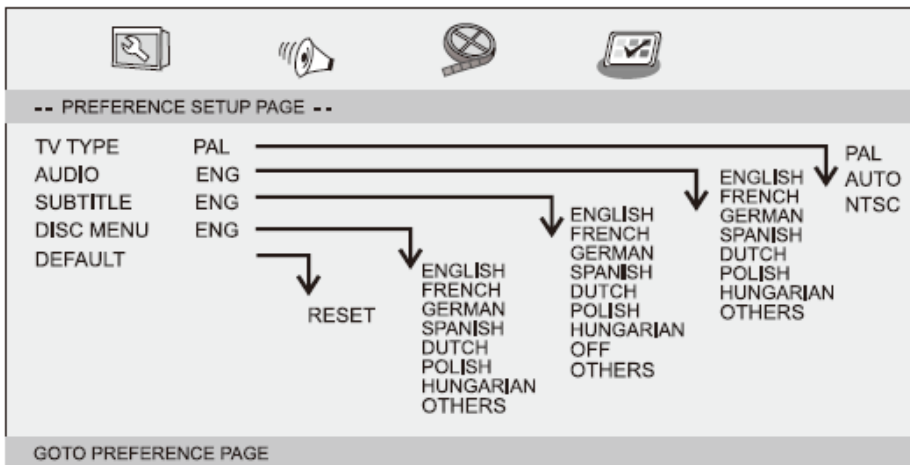 -- PREFERENCE SETUP PAGE --
TV TYPE PAL
AUDIO ENG
SUBTITLE ENG
DISC MENU ENG
DEFAULT
RESET
ENGLISH
FRENCH
GERMAN
SPANISH
DUTCH
POLISH
HUNGARIAN
OTHERS
ENGLISH
FRENCH
GERMAN
SPANISH
DUTCH
POLISH
HUNGARIAN
OFF
OTHERS
ENGLISH
FRENCH
GERMAN
SPANISH
DUTCH
POLISH
HUNGARIAN
OTHERS
PAL
AUTO
NTSC
GOTO PREFERENCE PAGE